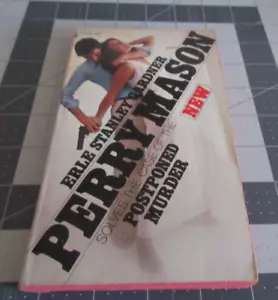 ERLE STANLEY GARDNER
PERRY MASON
SOLVES THE CASE OF THE
POSTPONED
MURDER
NEW